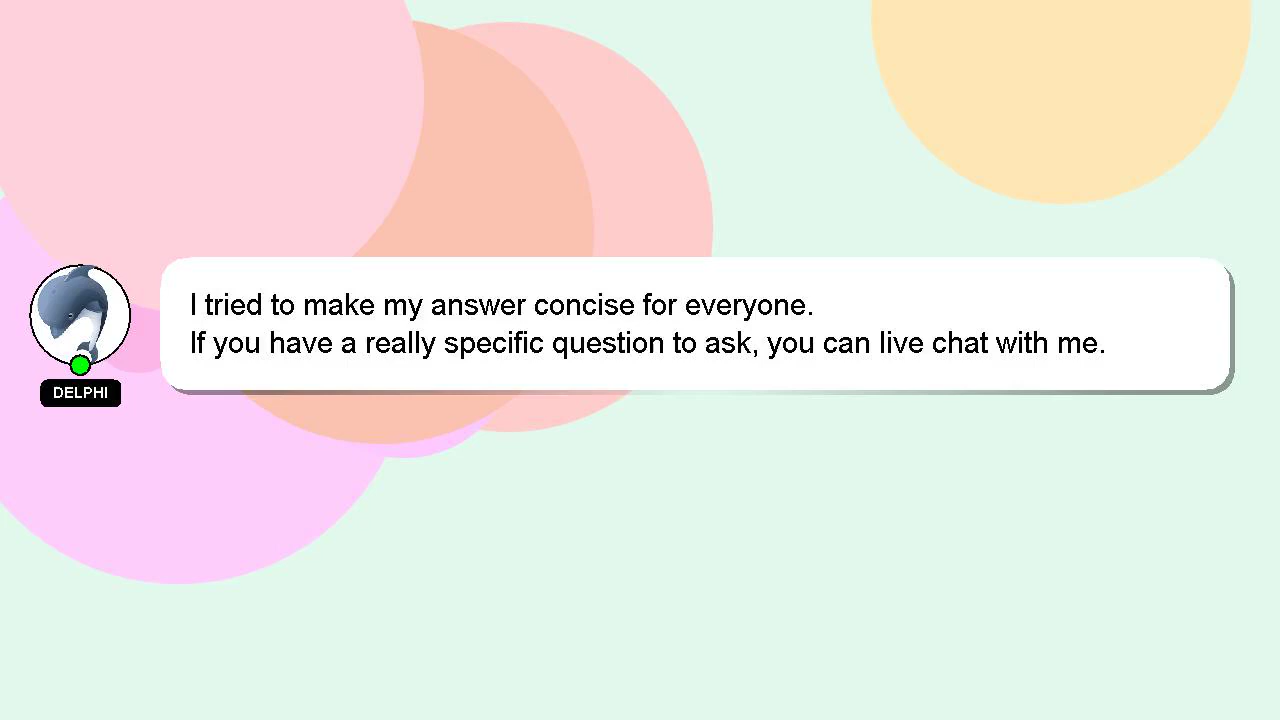 I tried to make my answer concise for everyone.
If you have a really specific question to ask, you can live chat with me.
DELPHI